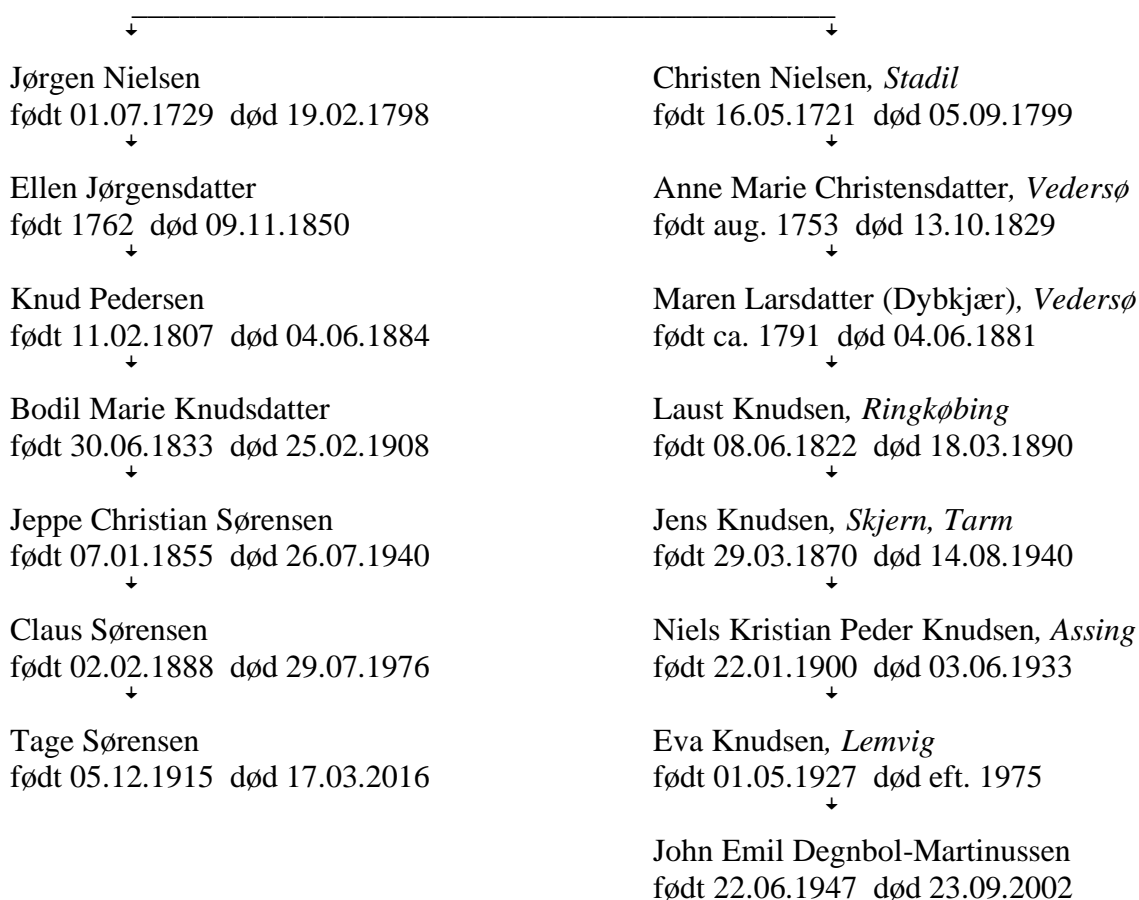 Jørgen Nielsen
født 01.07.1729 død 19.02.1798
Ellen Jørgensdatter
født 1762 død 09.11.1850
Knud Pedersen
født 11.02.1807 død 04.06.1884
Bodil Marie Knudsdatter
født 30.06.1833 død 25.02.1908
Jeppe Christian Sørensen
født 07.01.1855 død 26.07.1940
Claus Sørensen
født 02.02.1888 død 29.07.1976
Tage Sørensen
født 05.12.1915 død 17.03.2016
Christen Nielsen, Stadil
født 16.05.1721 død 05.09.1799
Anne Marie Christensdatter, Vedersø
født aug. 1753 død 13.10.1829
Maren Larsdatter (Dybkjær), Vedersø
født ca. 1791 død 04.06.1881
Laust Knudsen, Ringkøbing
født 08.06.1822 død 18.03.1890
Jens Knudsen, Skjern, Tarm
født 29.03.1870 død 14.08.1940
Niels Kristian Peder Knudsen, Assing
født 22.01.1900 død 03.06.1933
Eva Knudsen, Lemvig
født 01.05.1927 død eft. 1975
John Emil Degnbol-Martinussen
født 22.06.1947 død 23.09.2002